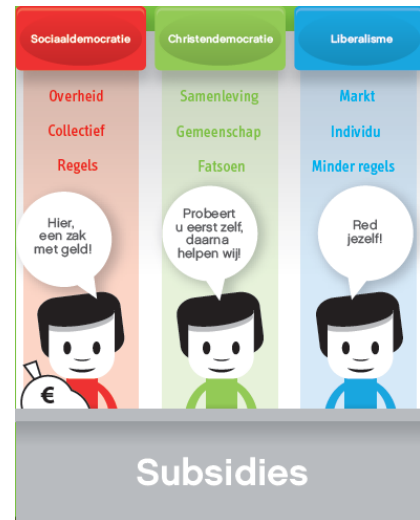 Sociaaldemocratie
Christendemocratie
Liberalisme
Overheid
Collectief
Regels
Samenleving
Gemeenschap
Fatsoen
Markt
Individu
Minder regels
Hier,
een zak
met geld!
Probeert
u eerst zelf,
daarna
helpen wij!
Red
jezelf!
€
Subsidies